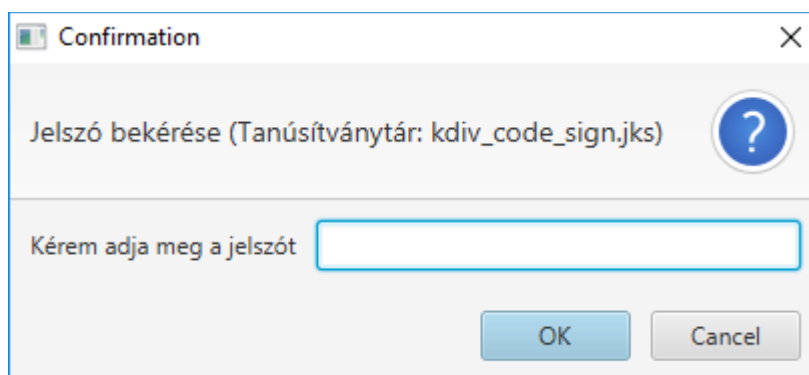 Confirmation
Jelszó bekérése (Tanúsítványtár: kdiv_code_sign.jks)
?
Kérem adja meg a jelszót
OK
Cancel